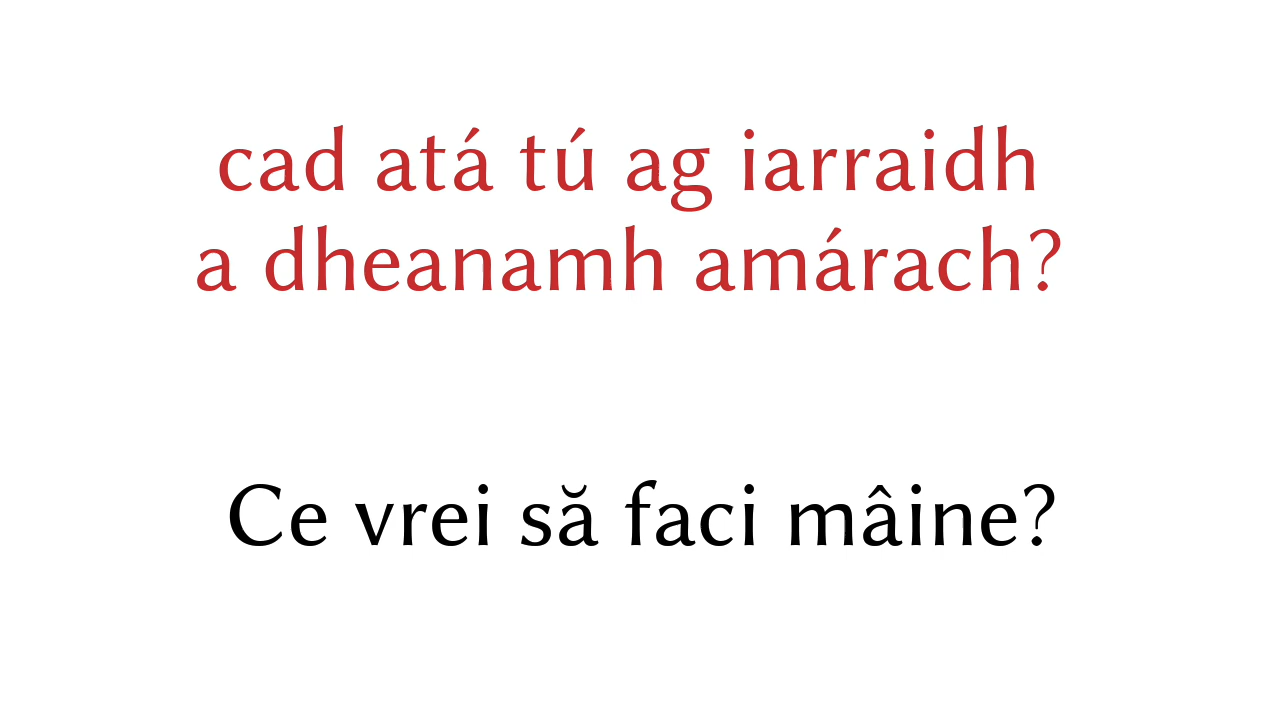 cad atá tú ag iarraidh
a dheanamh amárach?
Ce vrei să faci mâine?